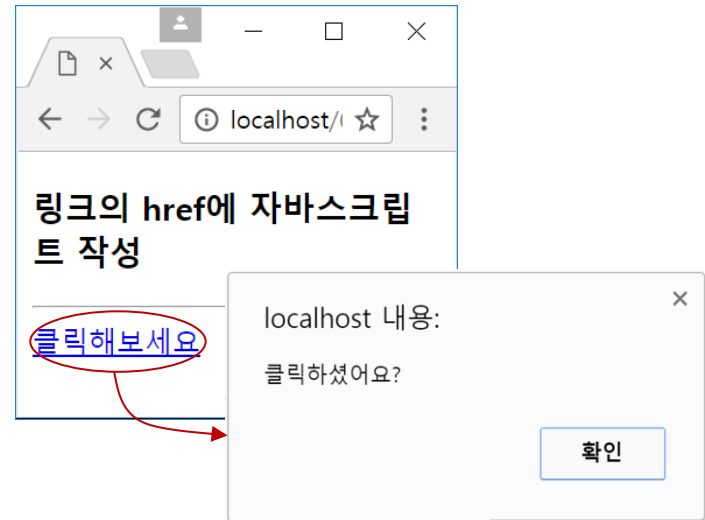 localhost/
링크의 href에 자바스크립
트 작성
클릭해보세요
localhost 내용:
클릭하셨어요?
확인